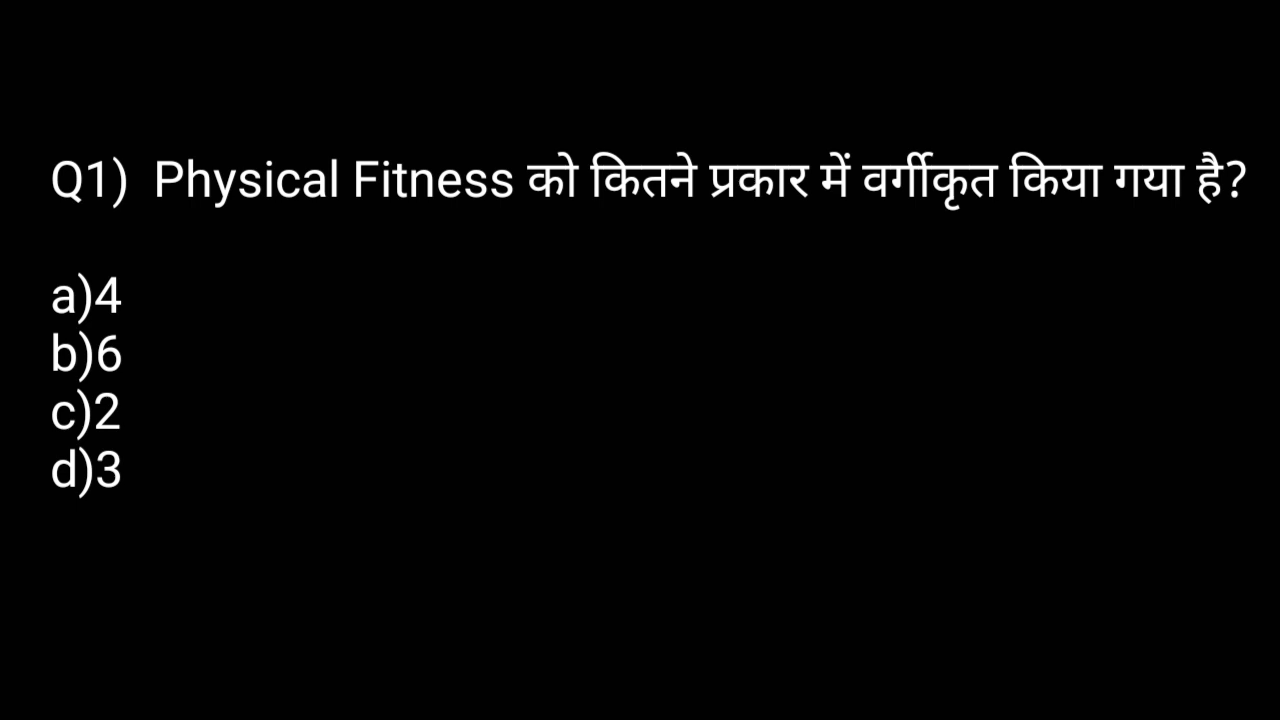 Q1)  Physical Fitness को कितने प्रकार में वर्गीकृत किया गया है?
a)4
b)6
c)2
d)3